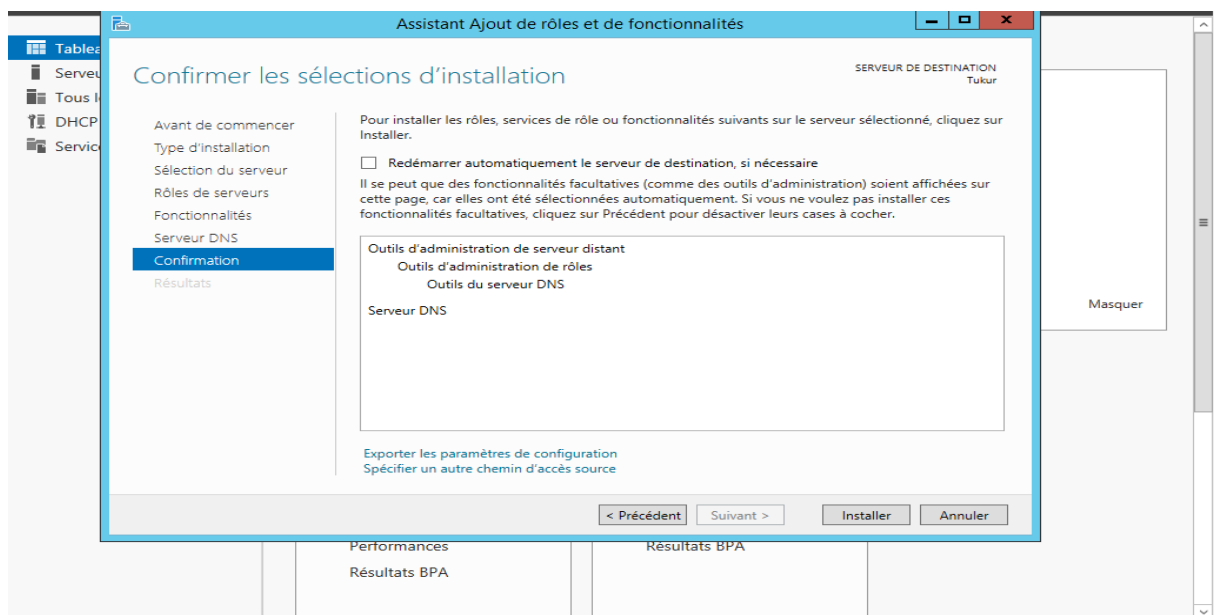 Assistant Ajout de rôles et de fonctionnalités
Tablea
Serveu
Tous l
DHCP
Service
Confirmer les sélections d'installation
SERVEUR DE DESTINATION
Tukur
Avant de commencer
Type d'installation
Sélection du serveur
Rôles de serveurs
Fonctionnalités
Serveur DNS
Confirmation
Résultats
Pour installer les rôles, services de rôle ou fonctionnalités suivants sur le serveur sélectionné, cliquez sur
Installer.
Redémarrer automatiquement le serveur de destination, si nécessaire
Il se peut que des fonctionnalités facultatives (comme des outils d'administration) soient affichées sur
cette page, car elles ont été sélectionnées automatiquement. Si vous ne voulez pas installer ces
fonctionnalités facultatives, cliquez sur Précédent pour désactiver leurs cases à cocher.
Outils d'administration de serveur distant
Outils d'administration de rôles
Outils du serveur DNS
Serveur DNS
Exporter les paramètres de configuration
Spécifier un autre chemin d'accès source
< Précédent
Suivant >
Installer
Annuler
Masquer
Performances
Résultats BPA
Résultats BPA